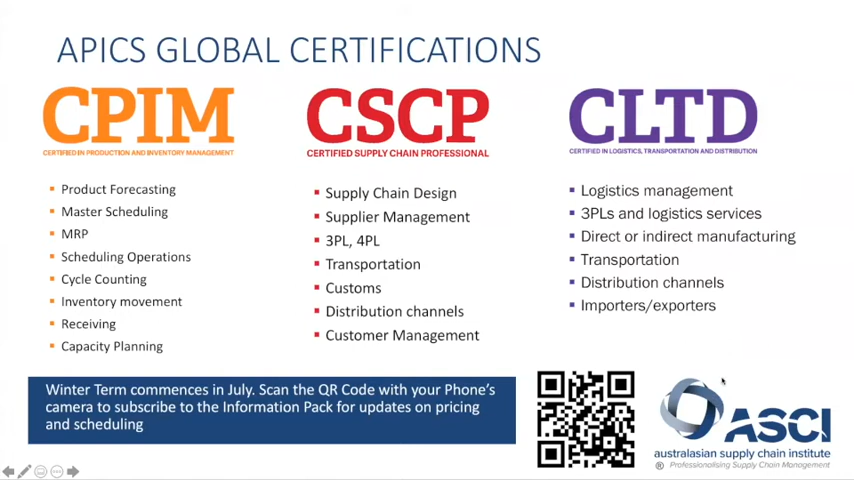 APICS GLOBAL CERTIFICATIONS
CPIM
CERTIFIED IN PRODUCTION AND INVENTORY MANAGEMENT
Product Forecasting
Master Scheduling
MRP
Scheduling Operations
Cycle Counting
Inventory movement
Receiving
Capacity Planning
CSCP
CERTIFIED SUPPLY CHAIN PROFESSIONAL
Supply Chain Design
Supplier Management
3PL, 4PL
Transportation
Customs
Distribution channels
Customer Management
CLTD
CERTIFIED IN LOGISTICS, TRANSPORTATION AND DISTRIBUTION
Logistics management
3PLs and logistics services
Direct or indirect manufacturing
Transportation
Distribution channels
Importers/exporters
Winter Term commences in July. Scan the QR Code with your Phone's
camera to subscribe to the Information Pack for updates on pricing
and scheduling
ASCI
australasian supply chain institute
® Professionalising Supply Chain Management